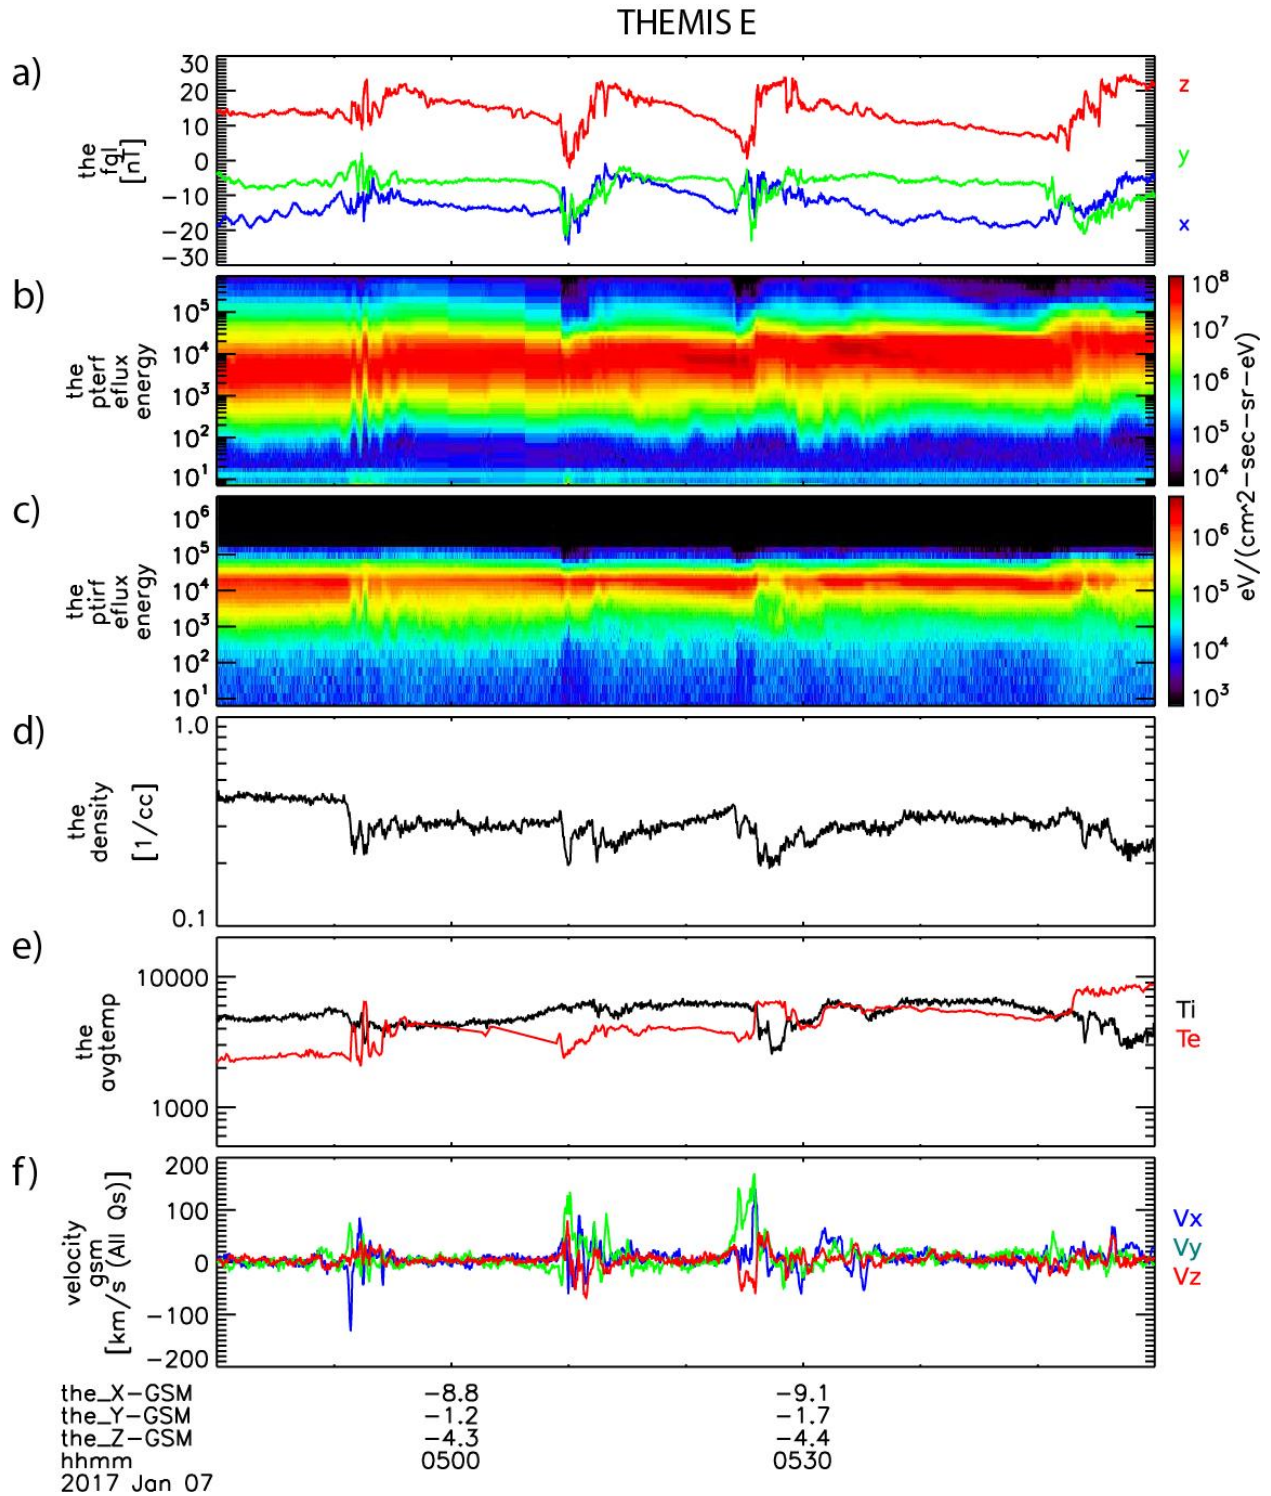 THEMIS E
a)
30
20
10
0
−10
−20
−30
the
fgl
[nT]
z
y
x
b)
10^5
10^4
10^3
10^2
10^1
the
pterf
eflux
energy
10^8
10^7
10^6
10^5
10^4
c)
10^6
10^5
10^4
10^3
10^2
10^1
the
ptirf
eflux
energy
10^6
10^5
10^4
10^3
eV/(cm^2−sec−sr−eV)
d)
1.0
0.1
the
density
[1/cc]
e)
10000
1000
the
avgtemp
Ti
Te
f)
200
100
0
−100
−200
velocity
gsm
[km/s (All Qs)]
Vx
Vy
Vz
the_X−GSM −8.8 −9.1
the_Y−GSM −1.2 −1.7
the_Z−GSM −4.3 −4.4
hhmm 0500 0530
2017 Jan 07